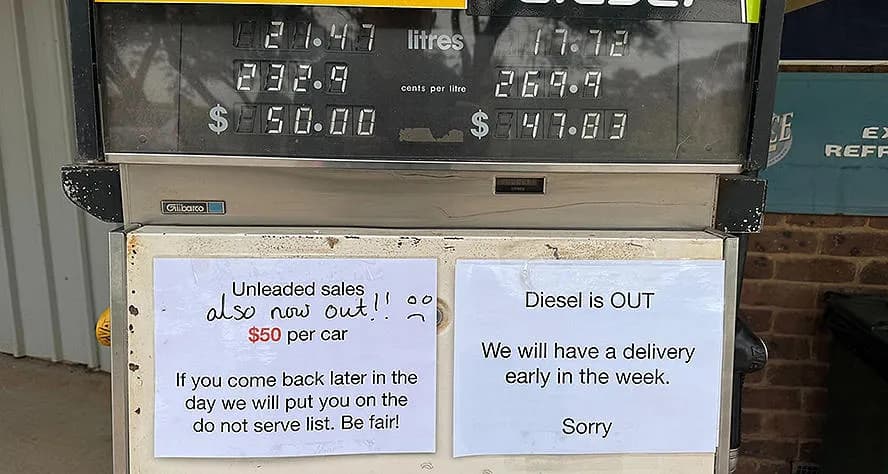 21.47 litres 17.72
232.9 cents per litre 269.9
$ 50.00 $ 47.83
Gilbarco
Unleaded sales
also now out!!
$50 per car
If you come back later in the
day we will put you on the
do not serve list. Be fair!
Diesel is OUT
We will have a delivery
early in the week.
Sorry